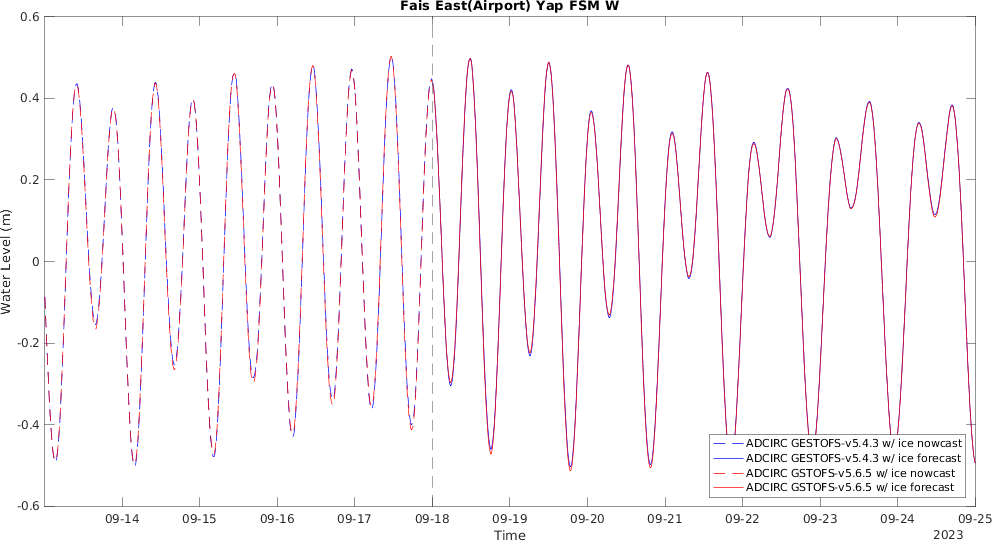 Fais East(Airport) Yap FSM W
0.6
0.4
0.2
0
-0.2
-0.4
-0.6
Water Level (m)
ADCIRC GESTOFS-v5.4.3 w/ ice nowcast
ADCIRC GESTOFS-v5.4.3 w/ ice forecast
ADCIRC GSTOFS-v5.6.5 w/ ice nowcast
ADCIRC GSTOFS-v5.6.5 w/ ice forecast
09-14 09-15 09-16 09-17 09-18 09-19 09-20 09-21 09-22 09-23 09-24 09-25
Time
2023